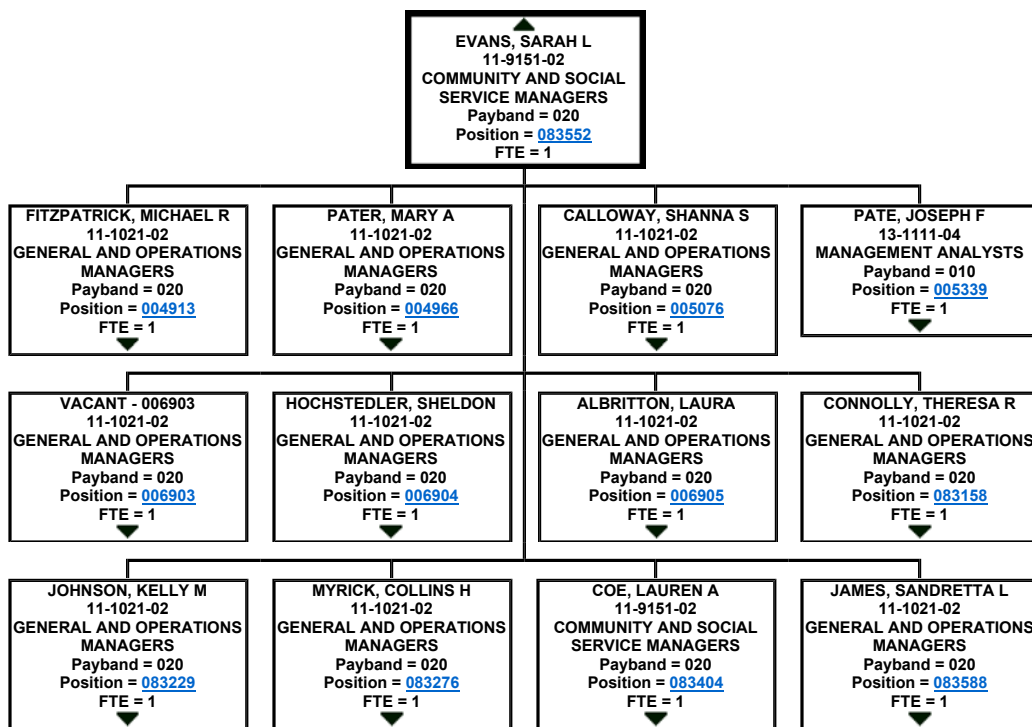 EVANS, SARAH L
11-9151-02
COMMUNITY AND SOCIAL
SERVICE MANAGERS
Payband = 020
Position = 083552
FTE = 1
FITZPATRICK, MICHAEL R
11-1021-02
GENERAL AND OPERATIONS
MANAGERS
Payband = 020
Position = 004913
FTE = 1
PATER, MARY A
11-1021-02
GENERAL AND OPERATIONS
MANAGERS
Payband = 020
Position = 004966
FTE = 1
CALLOWAY, SHANNA S
11-1021-02
GENERAL AND OPERATIONS
MANAGERS
Payband = 020
Position = 005076
FTE = 1
PATE, JOSEPH F
13-1111-04
MANAGEMENT ANALYSTS
Payband = 010
Position = 005339
FTE = 1
VACANT - 006903
11-1021-02
GENERAL AND OPERATIONS
MANAGERS
Payband = 020
Position = 006903
FTE = 1
HOCHSTEDLER, SHELDON
11-1021-02
GENERAL AND OPERATIONS
MANAGERS
Payband = 020
Position = 006904
FTE = 1
ALBRITTON, LAURA
11-1021-02
GENERAL AND OPERATIONS
MANAGERS
Payband = 020
Position = 006905
FTE = 1
CONNOLLY, THERESA R
11-1021-02
GENERAL AND OPERATIONS
MANAGERS
Payband = 020
Position = 083158
FTE = 1
JOHNSON, KELLY M
11-1021-02
GENERAL AND OPERATIONS
MANAGERS
Payband = 020
Position = 083229
FTE = 1
MYRICK, COLLINS H
11-1021-02
GENERAL AND OPERATIONS
MANAGERS
Payband = 020
Position = 083276
FTE = 1
COE, LAUREN A
11-9151-02
COMMUNITY AND SOCIAL
SERVICE MANAGERS
Payband = 020
Position = 083404
FTE = 1
JAMES, SANDRETTA L
11-1021-02
GENERAL AND OPERATIONS
MANAGERS
Payband = 020
Position = 083588
FTE = 1